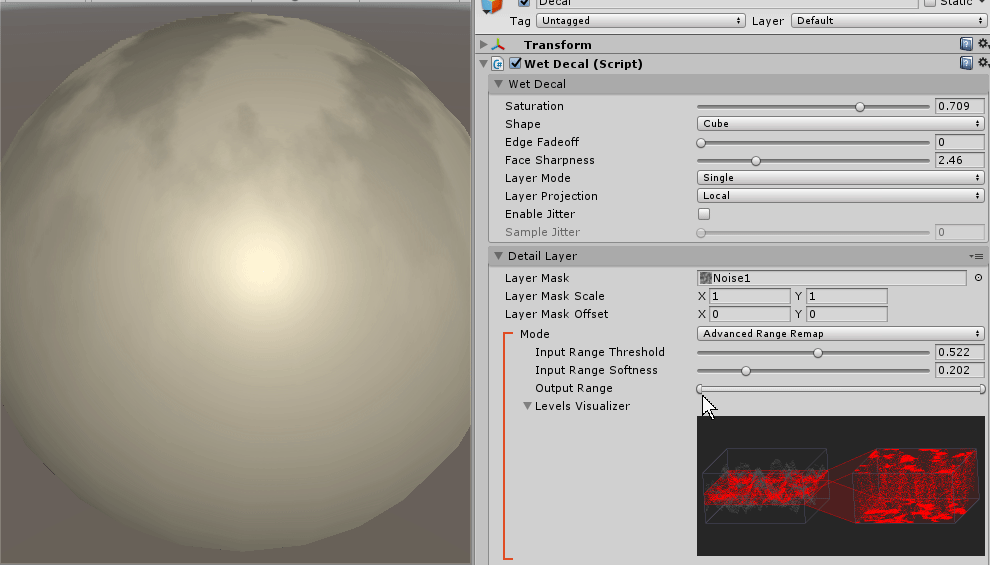 Decal
Static
Tag Untagged Layer Default
Transform
Wet Decal (Script)
Wet Decal
Saturation 0.709
Shape Cube
Edge Fadeoff 0
Face Sharpness 2.46
Layer Mode Single
Layer Projection Local
Enable Jitter
Sample Jitter 0
Detail Layer
Layer Mask Noise1
Layer Mask Scale X 1 Y 1
Layer Mask Offset X 0 Y 0
Mode Advanced Range Remap
Input Range Threshold 0.522
Input Range Softness 0.202
Output Range
Levels Visualizer